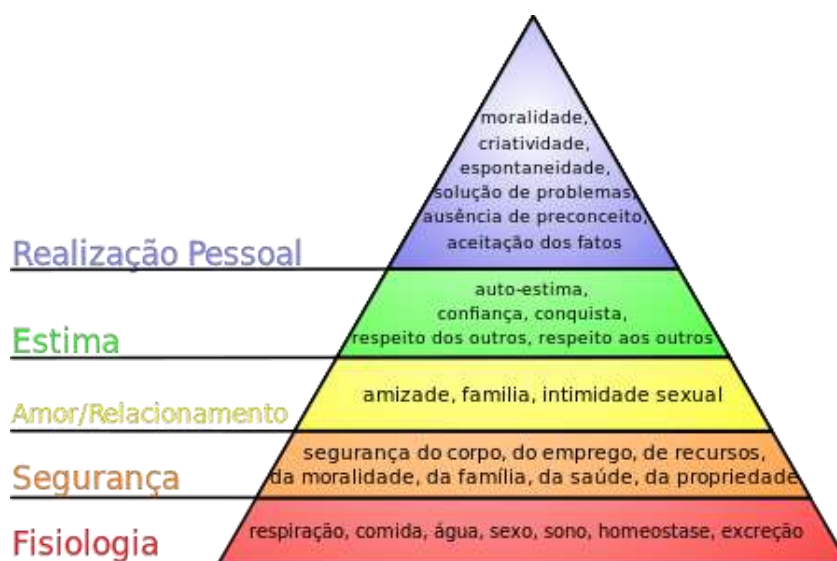 moralidade,
criatividade,
espontaneidade,
solução de problemas,
ausência de preconceito,
aceitação dos fatos
Realização Pessoal
auto-estima,
confiança, conquista,
respeito dos outros, respeito aos outros
Estima
amizade, família, intimidade sexual
Amor/Relacionamento
segurança do corpo, do emprego, de recursos,
da moralidade, da família, da saúde, da propriedade
Segurança
respiração, comida, água, sexo, sono, homeostase, excreção
Fisiologia